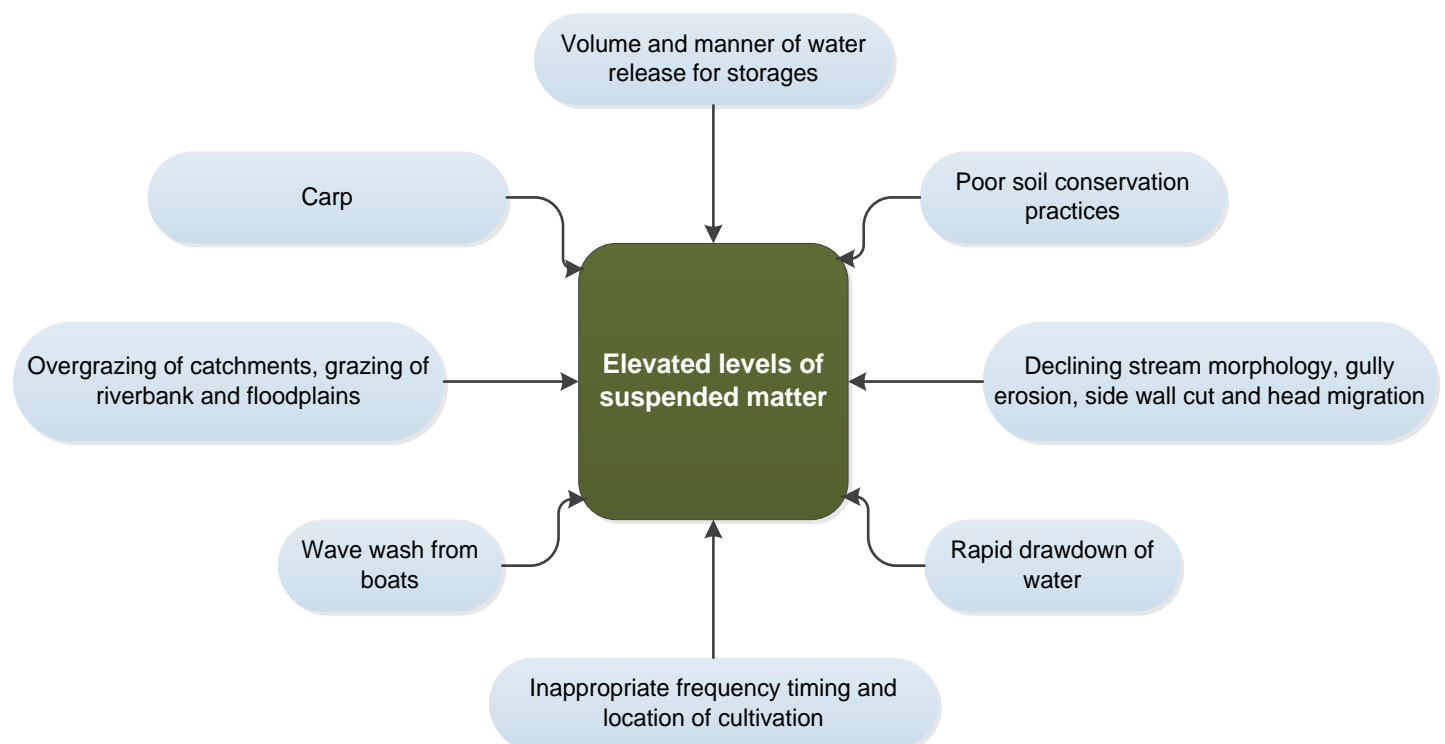 Volume and manner of water
release for storages
Carp
Poor soil conservation
practices
Overgrazing of catchments, grazing of
riverbank and floodplains
Elevated levels of
suspended matter
Declining stream morphology, gully
erosion, side wall cut and head migration
Wave wash from
boats
Rapid drawdown of
water
Inappropriate frequency timing and
location of cultivation